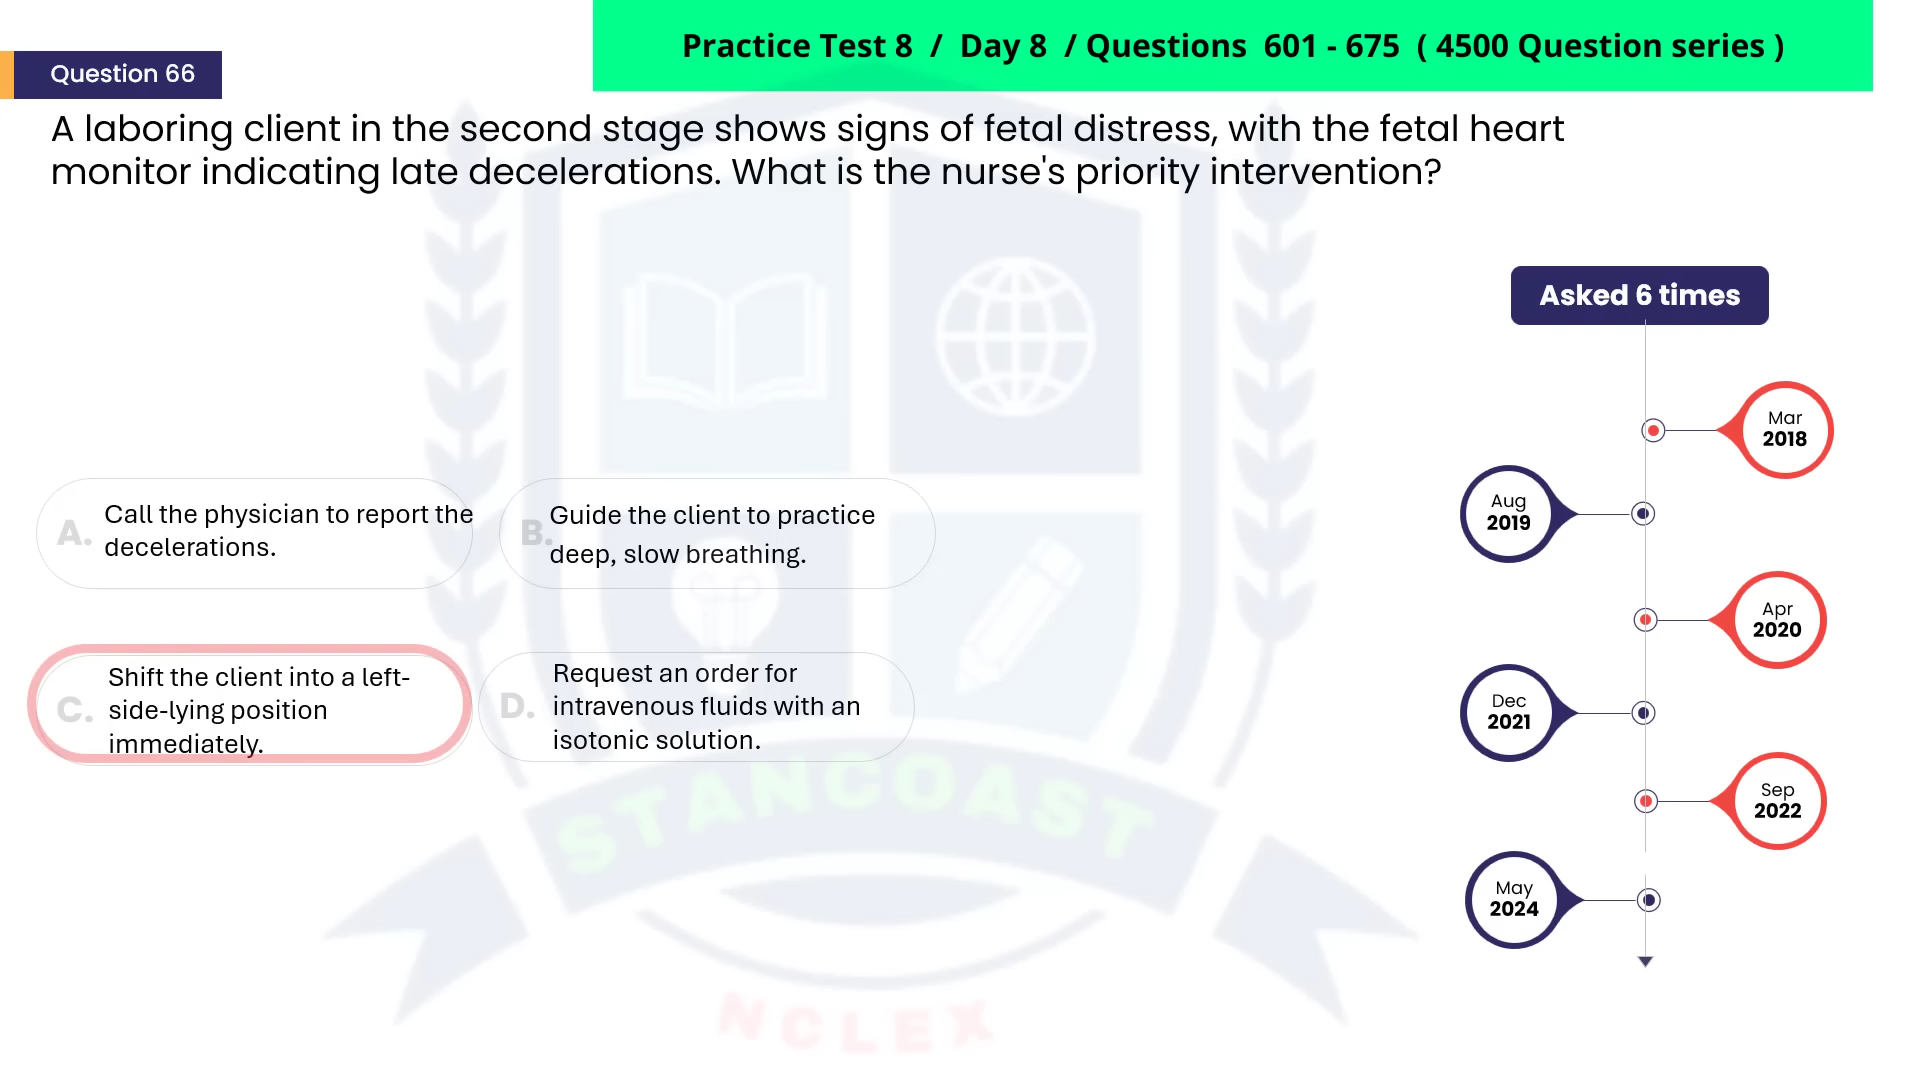 Practice Test 8 / Day 8 / Questions 601 - 675 ( 4500 Question series )
Question 66
A laboring client in the second stage shows signs of fetal distress, with the fetal heart
monitor indicating late decelerations. What is the nurse's priority intervention?
A. Call the physician to report the
decelerations.
B. Guide the client to practice
deep, slow breathing.
C. Shift the client into a left-
side-lying position
immediately.
D. Request an order for
intravenous fluids with an
isotonic solution.
Asked 6 times
Mar
2018
Aug
2019
Apr
2020
Dec
2021
Sep
2022
May
2024
STANCOAST
NCLEX